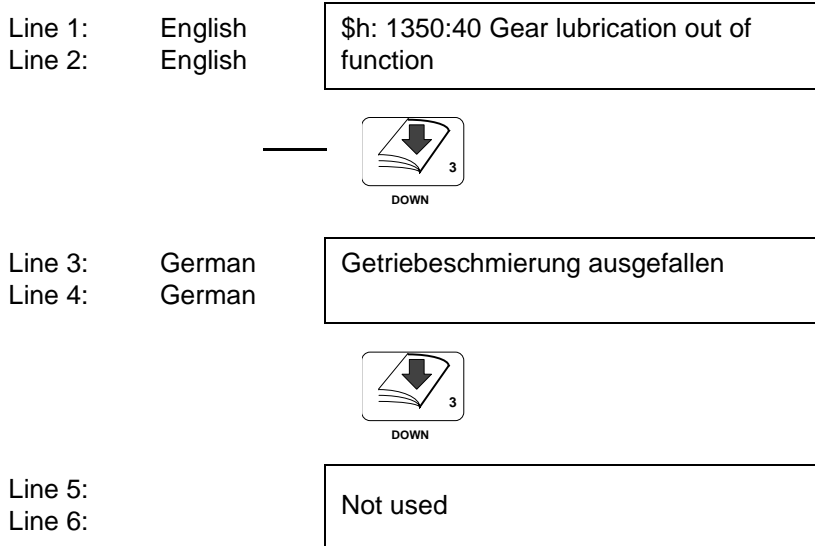 Line 1: English $h: 1350:40 Gear lubrication out of
Line 2: English function
3
DOWN
Line 3: German Getriebeschmierung ausgefallen
Line 4: German
3
DOWN
Line 5:
Line 6:
Not used